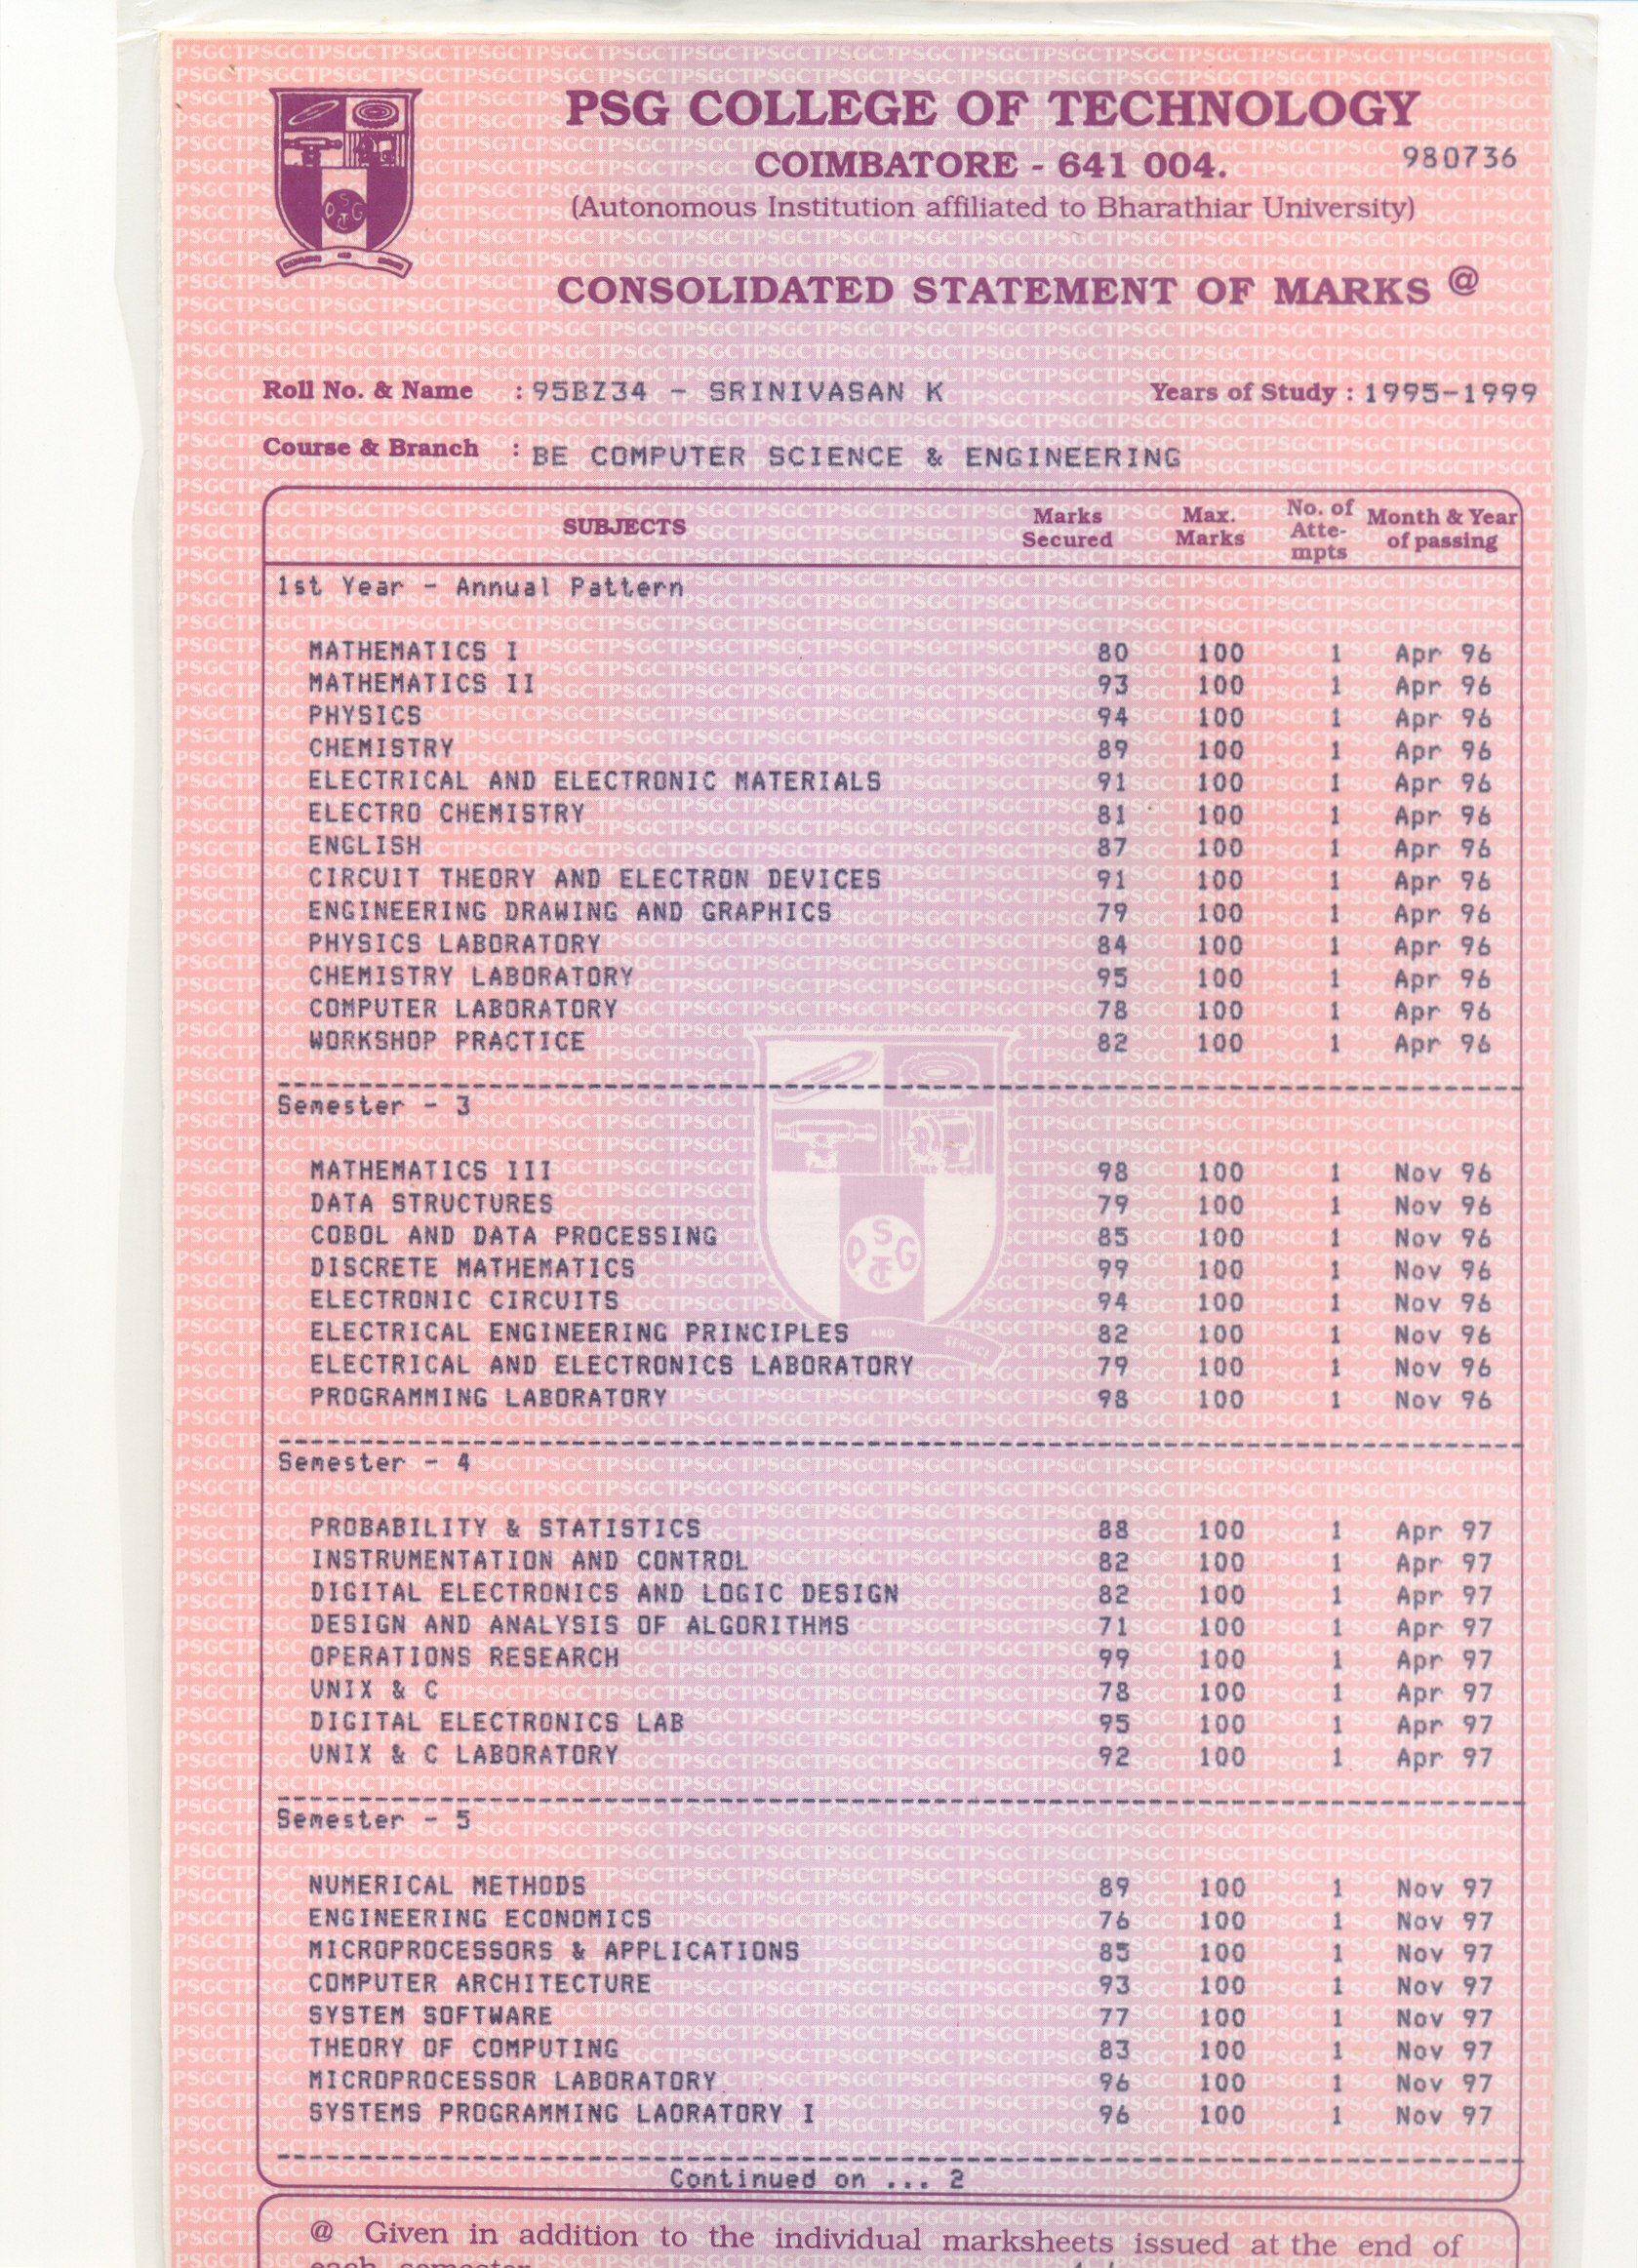 PSG COLLEGE OF TECHNOLOGY
COIMBATORE - 641 004.
980736
(Autonomous Institution affiliated to Bharathiar University)
CONSOLIDATED STATEMENT OF MARKS @
Roll No. & Name : 95BZ34 - SRINIVASAN K Years of Study : 1995-1999
Course & Branch : BE COMPUTER SCIENCE & ENGINEERING
SUBJECTS Marks Secured Max. Marks No. of Atte-mpts Month & Year of passing
1st Year - Annual Pattern
MATHEMATICS I 80 100 1 Apr 96
MATHEMATICS II 93 100 1 Apr 96
PHYSICS 94 100 1 Apr 96
CHEMISTRY 89 100 1 Apr 96
ELECTRICAL AND ELECTRONIC MATERIALS 91 100 1 Apr 96
ELECTRO CHEMISTRY 81 100 1 Apr 96
ENGLISH 87 100 1 Apr 96
CIRCUIT THEORY AND ELECTRON DEVICES 91 100 1 Apr 96
ENGINEERING DRAWING AND GRAPHICS 79 100 1 Apr 96
PHYSICS LABORATORY 84 100 1 Apr 96
CHEMISTRY LABORATORY 95 100 1 Apr 96
COMPUTER LABORATORY 78 100 1 Apr 96
WORKSHOP PRACTICE 82 100 1 Apr 96
Semester - 3
MATHEMATICS III 98 100 1 Nov 96
DATA STRUCTURES 79 100 1 Nov 96
COBOL AND DATA PROCESSING 85 100 1 Nov 96
DISCRETE MATHEMATICS 99 100 1 Nov 96
ELECTRONIC CIRCUITS 94 100 1 Nov 96
ELECTRICAL ENGINEERING PRINCIPLES 82 100 1 Nov 96
ELECTRICAL AND ELECTRONICS LABORATORY 79 100 1 Nov 96
PROGRAMMING LABORATORY 98 100 1 Nov 96
Semester - 4
PROBABILITY & STATISTICS 88 100 1 Apr 97
INSTRUMENTATION AND CONTROL 82 100 1 Apr 97
DIGITAL ELECTRONICS AND LOGIC DESIGN 82 100 1 Apr 97
DESIGN AND ANALYSIS OF ALGORITHMS 71 100 1 Apr 97
OPERATIONS RESEARCH 99 100 1 Apr 97
UNIX & C 78 100 1 Apr 97
DIGITAL ELECTRONICS LAB 95 100 1 Apr 97
UNIX & C LABORATORY 92 100 1 Apr 97
Semester - 5
NUMERICAL METHODS 89 100 1 Nov 97
ENGINEERING ECONOMICS 76 100 1 Nov 97
MICROPROCESSORS & APPLICATIONS 85 100 1 Nov 97
COMPUTER ARCHITECTURE 93 100 1 Nov 97
SYSTEM SOFTWARE 77 100 1 Nov 97
THEORY OF COMPUTING 83 100 1 Nov 97
MICROPROCESSOR LABORATORY 96 100 1 Nov 97
SYSTEMS PROGRAMMING LAORATORY I 96 100 1 Nov 97
Continued on ... 2
@ Given in addition to the individual marksheets issued at the end of